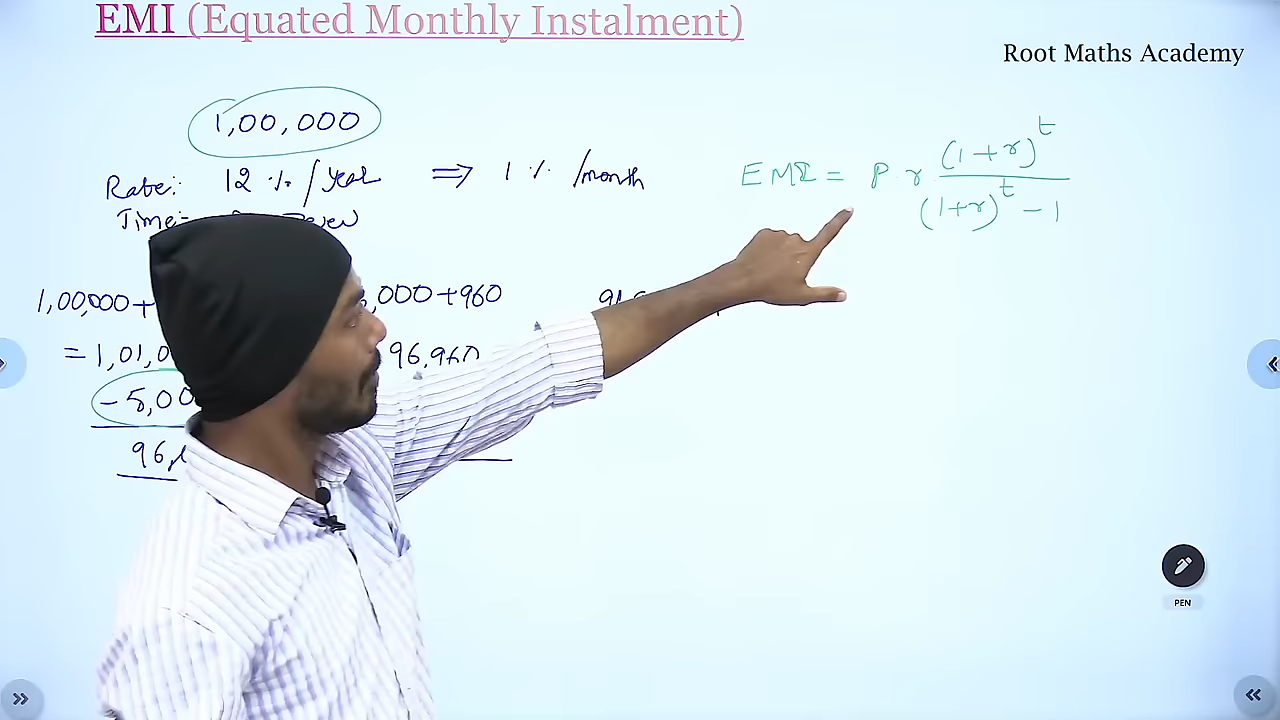 EMI (Equated Monthly Instalment)
Root Maths Academy
1,00,000
Rate: 12 % / year ⟹ 1 % /month
Time:-
EMI = P . r (1+r)^t
(1+r)^t - 1
1,00,000+ ,000+960
= 1,01,0 96,960
- 5,00
96,
PEN